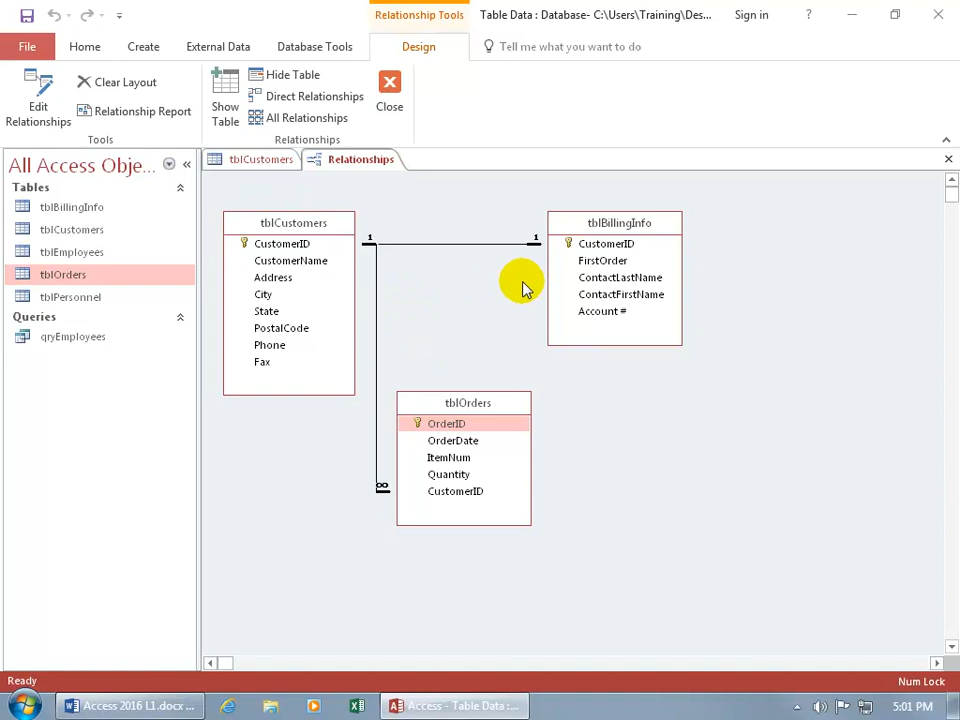 Relationship Tools
Table Data : Database- C:\Users\Training\Des...
Sign in
?
File
Home
Create
External Data
Database Tools
Design
Tell me what you want to do
Edit
Relationships
Clear Layout
Relationship Report
Tools
Show
Table
Hide Table
Direct Relationships
All Relationships
Relationships
Close
All Access Obje...
Tables
tblBillingInfo
tblCustomers
tblEmployees
tblOrders
tblPersonnel
Queries
qryEmployees
tblCustomers
Relationships
tblCustomers
CustomerID
CustomerName
Address
City
State
PostalCode
Phone
Fax
1
1
∞
tblBillingInfo
CustomerID
FirstOrder
ContactLastName
ContactFirstName
Account #
tblOrders
OrderID
OrderDate
ItemNum
Quantity
CustomerID
Ready
Num Lock
Access 2016 L1.docx ...
Access - Table Data :...
5:01 PM